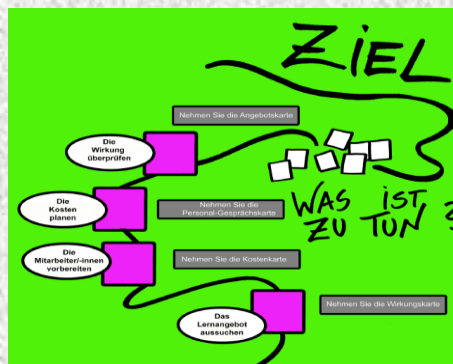 ZIEL
Nehmen Sie die Angebotskarte
Die
Wirkung
überprüfen
WAS IST
ZU TUN ?
Die
Kosten
planen
Nehmen Sie die
Personal-Gesprächskarte
Die
Mitarbeiter/-innen
vorbereiten
Nehmen Sie die Kostenkarte
Das
Lernangebot
aussuchen
Nehmen Sie die Wirkungskarte